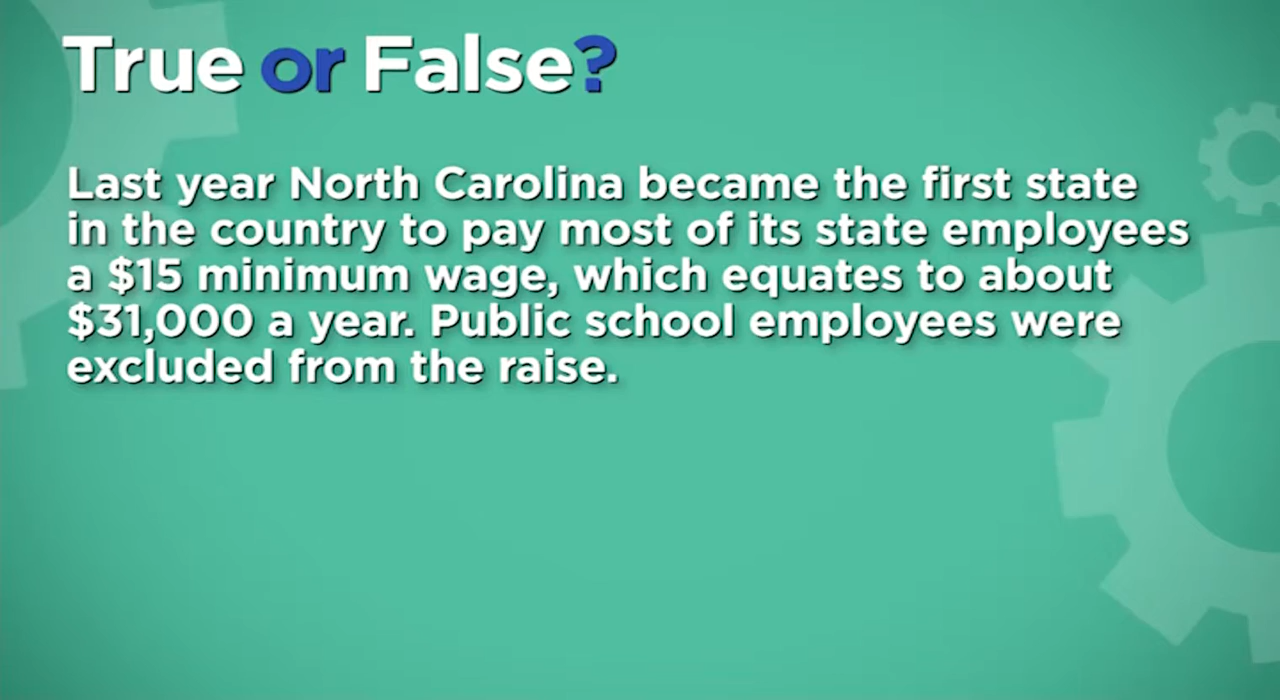 True or False?
Last year North Carolina became the first state
in the country to pay most of its state employees
a $15 minimum wage, which equates to about
$31,000 a year. Public school employees were
excluded from the raise.